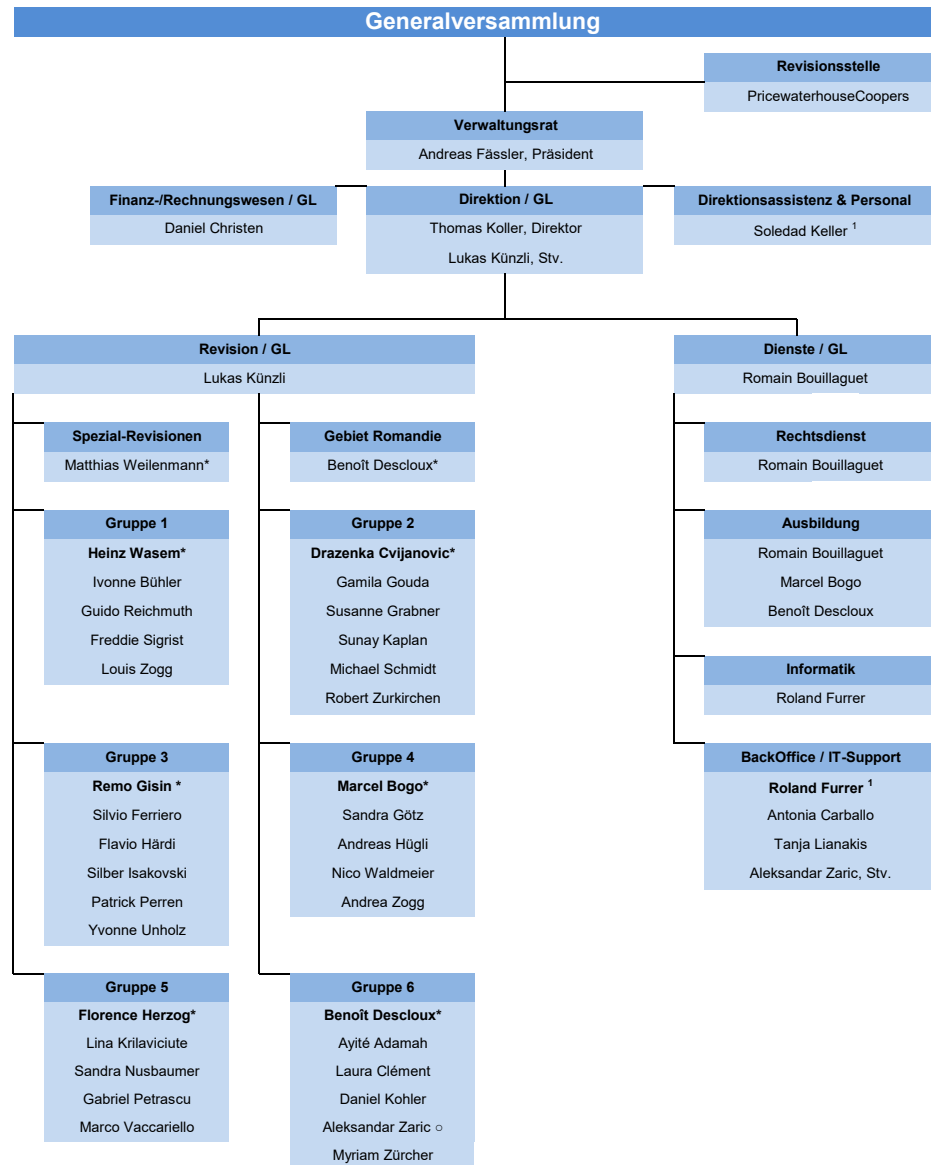 Generalversammlung
Revisionsstelle
PricewaterhouseCoopers
Verwaltungsrat
Andreas Fässler, Präsident
Finanz-/Rechnungswesen / GL
Daniel Christen
Direktion / GL
Thomas Koller, Direktor
Lukas Künzli, Stv.
Direktionsassistenz & Personal
Soledad Keller ¹
Revision / GL
Lukas Künzli
Dienste / GL
Romain Bouillaguet
Spezial-Revisionen
Matthias Weilenmann*
Gebiet Romandie
Benoît Descloux*
Rechtsdienst
Romain Bouillaguet
Gruppe 1
Heinz Wasem*
Ivonne Bühler
Guido Reichmuth
Freddie Sigrist
Louis Zogg
Gruppe 2
Drazenka Cvijanovic*
Gamila Gouda
Susanne Grabner
Sunay Kaplan
Michael Schmidt
Robert Zurkirchen
Ausbildung
Romain Bouillaguet
Marcel Bogo
Benoît Descloux
Informatik
Roland Furrer
Gruppe 3
Remo Gisin *
Silvio Ferriero
Flavio Härdi
Silber Isakovski
Patrick Perren
Yvonne Unholz
Gruppe 4
Marcel Bogo*
Sandra Götz
Andreas Hügli
Nico Waldmeier
Andrea Zogg
BackOffice / IT-Support
Roland Furrer ¹
Antonia Carballo
Tanja Lianakis
Aleksandar Zaric, Stv.
Gruppe 5
Florence Herzog*
Lina Krilaviciute
Sandra Nusbaumer
Gabriel Petrascu
Marco Vaccariello
Gruppe 6
Benoît Descloux*
Ayité Adamah
Laura Clément
Daniel Kohler
Aleksandar Zaric ○
Myriam Zürcher